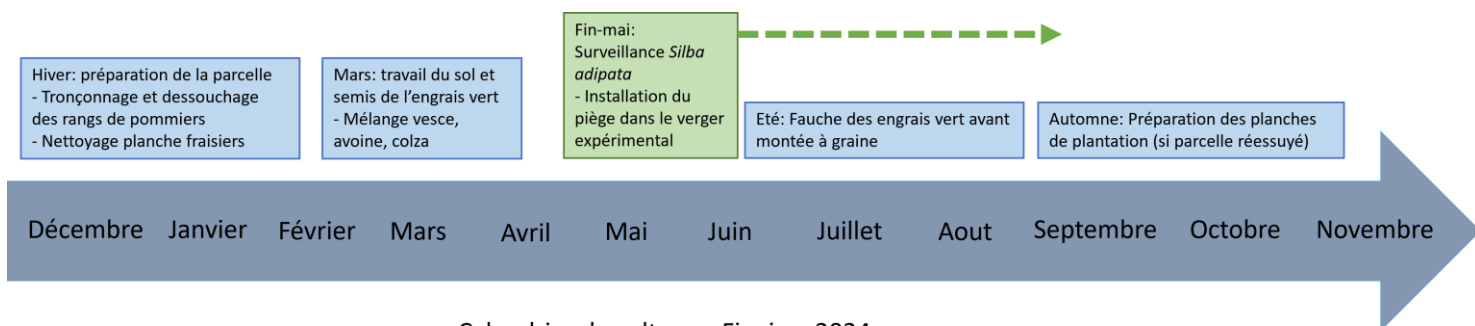 Hiver: préparation de la parcelle
- Tronçonnage et dessouchage
des rangs de pommiers
- Nettoyage planche fraisiers
Mars: travail du sol et
semis de l'engrais vert
- Mélange vesce,
avoine, colza
Fin-mai:
Surveillance Silba
adipata
- Installation du
piège dans le verger
expérimental
Eté: Fauche des engrais vert avant
montée à graine
Automne: Préparation des planches
de plantation (si parcelle réessuyé)
Décembre Janvier Février Mars Avril Mai Juin Juillet Aout Septembre Octobre Novembre